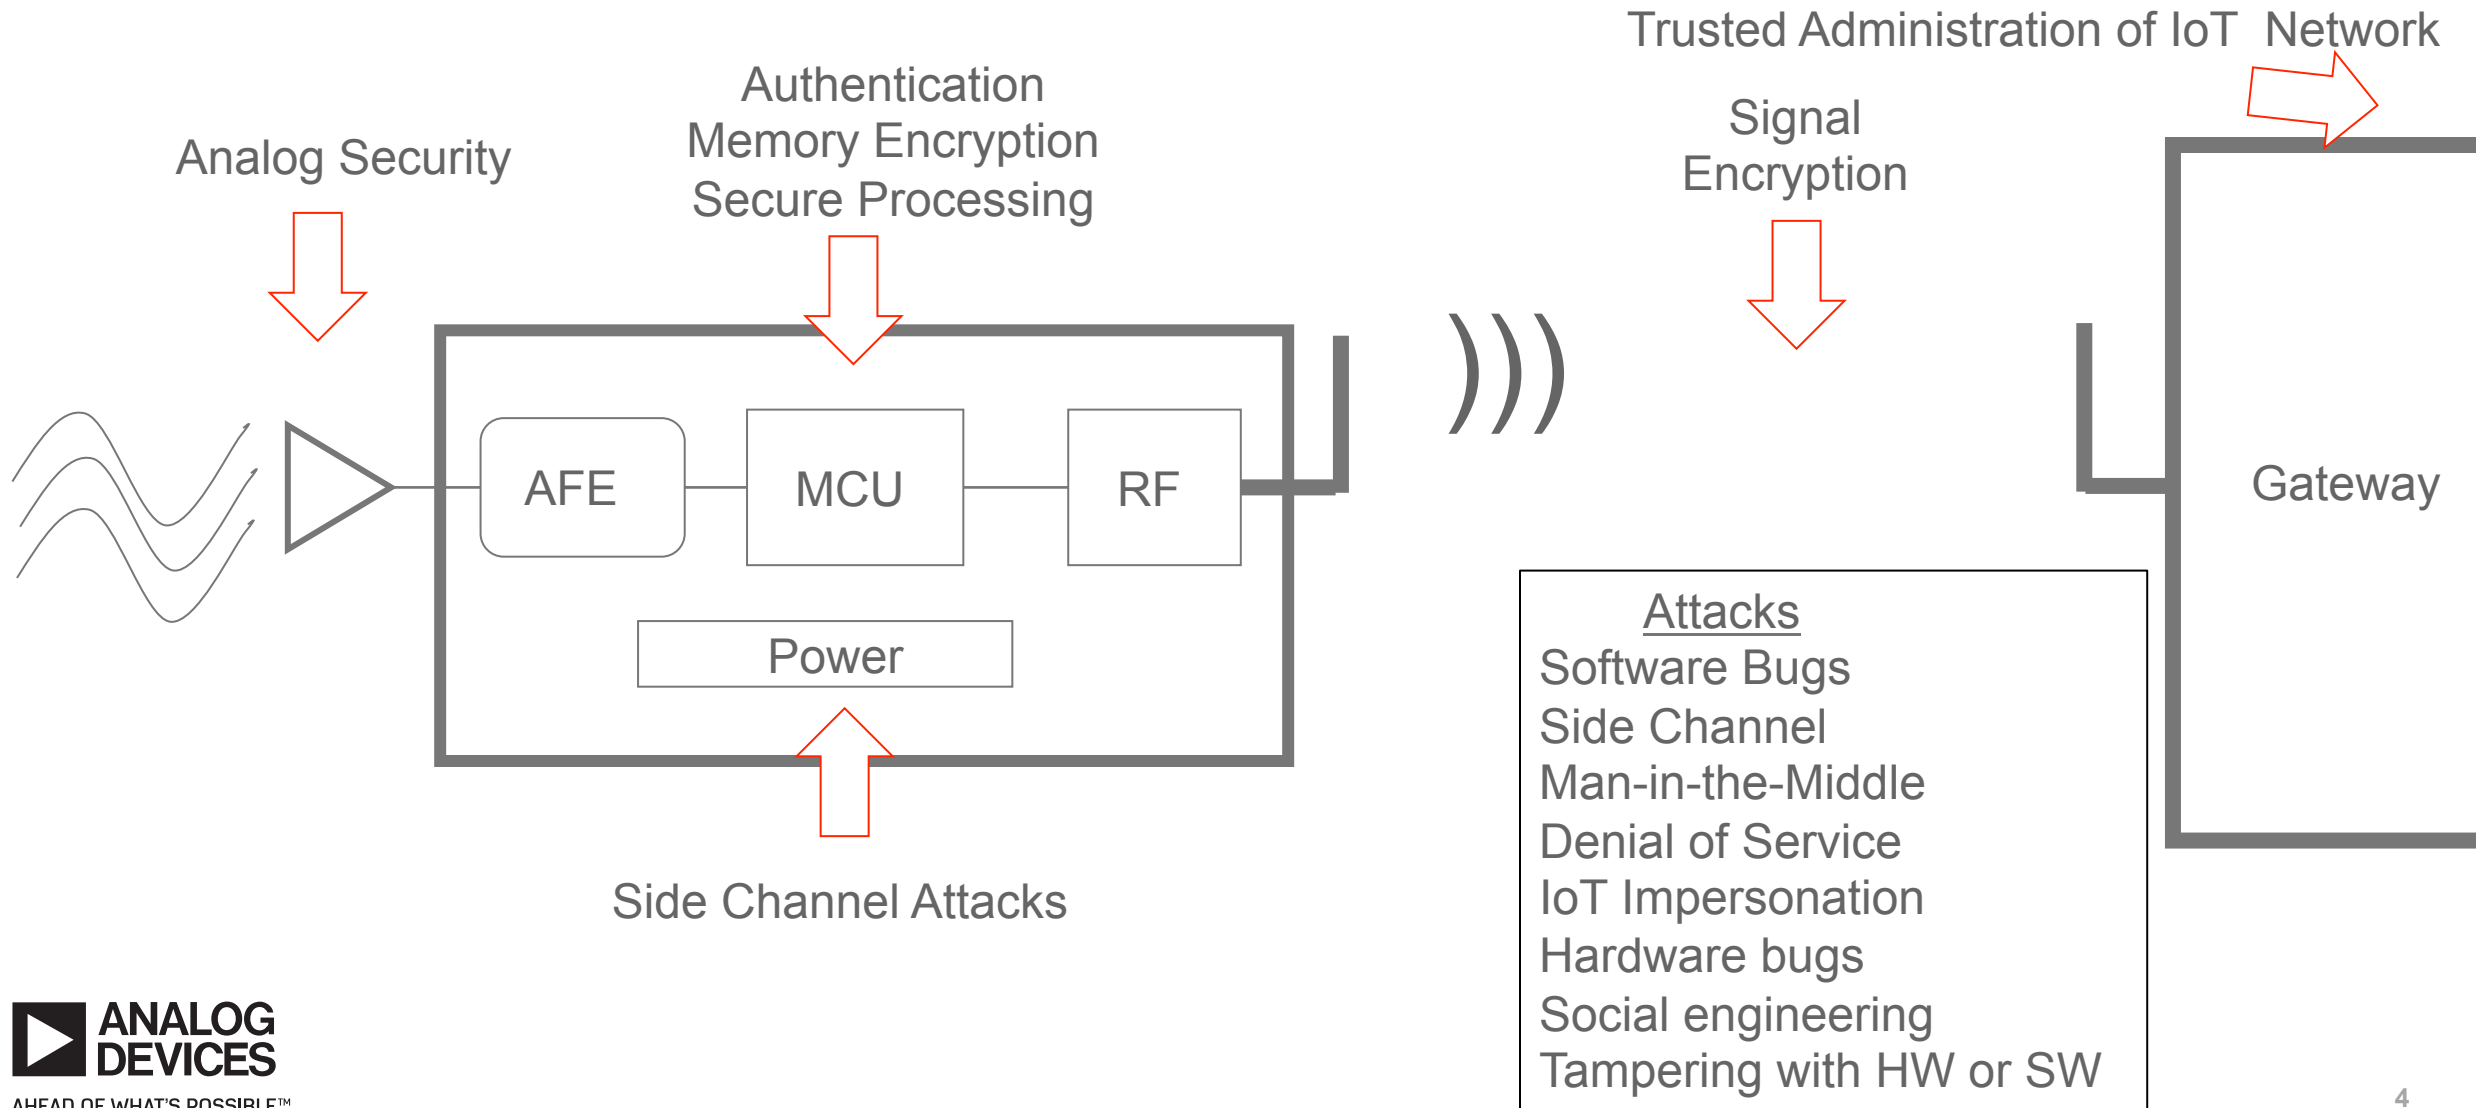 Trusted Administration of IoT Network
Authentication
Memory Encryption
Secure Processing
Analog Security
Signal
Encryption
)))
AFE
MCU
RF
Gateway
Power
Side Channel Attacks
Attacks
Software Bugs
Side Channel
Man-in-the-Middle
Denial of Service
IoT Impersonation
Hardware bugs
Social engineering
Tampering with HW or SW
ANALOG
DEVICES
AHEAD OF WHAT'S POSSIBLE™
4